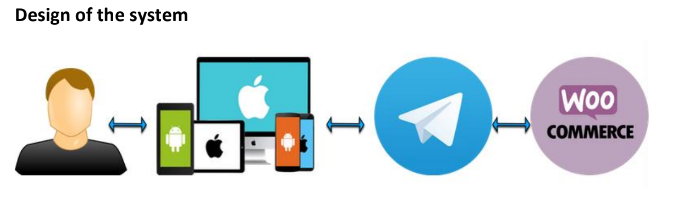 Design of the system
WOO
COMMERCE